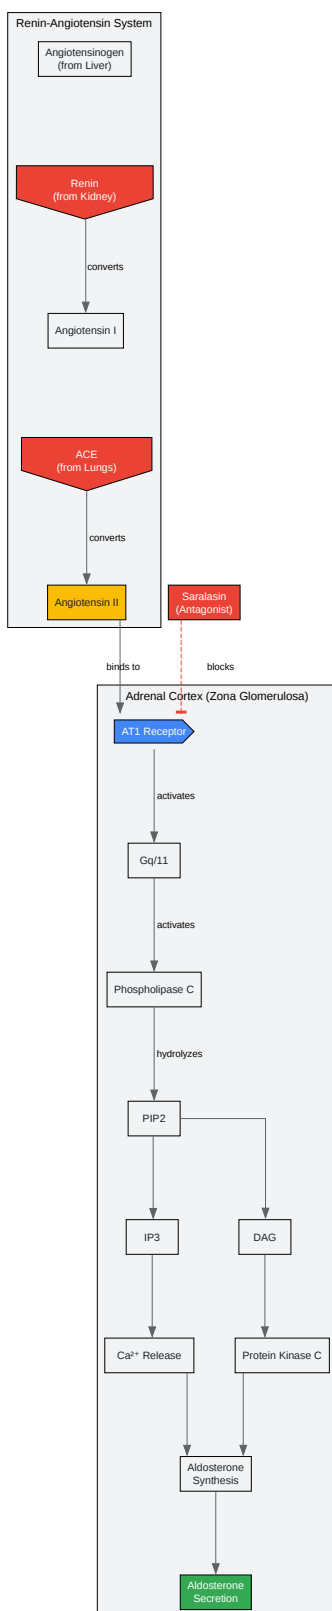 Renin-Angiotensin System
Angiotensinogen
(from Liver)
Renin
(from Kidney)
converts
Angiotensin I
ACE
(from Lungs)
converts
Angiotensin II
Saralasin
(Antagonist)
binds to
blocks
Adrenal Cortex (Zona Glomerulosa)
AT1 Receptor
activates
Gq/11
activates
Phospholipase C
hydrolyzes
PIP2
IP3
DAG
Ca²⁺ Release
Protein Kinase C
Aldosterone
Synthesis
Aldosterone
Secretion